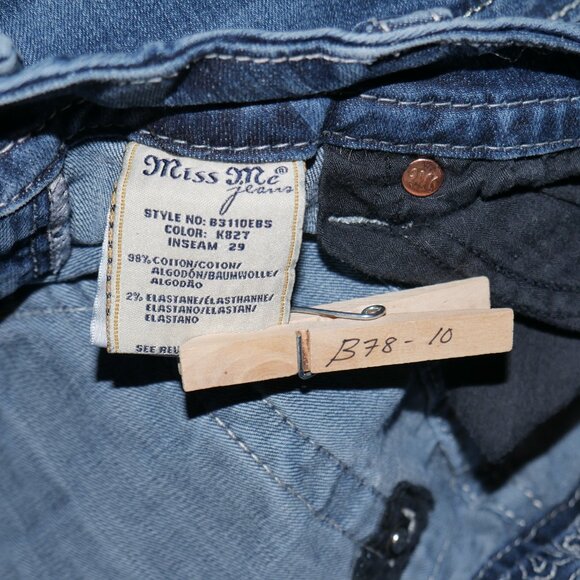 Miss Me®
jeans
STYLE NO: B3110EBS
COLOR: K827
INSEAM 29
98% COTTON/COTON/
ALGODÓN/BAUMWOLLE/
ALGODÃO
2% ELASTANE/ÉLASTHANNE/
ELASTANO/ELASTAN/
ELASTANO
SEE REV
B78-10